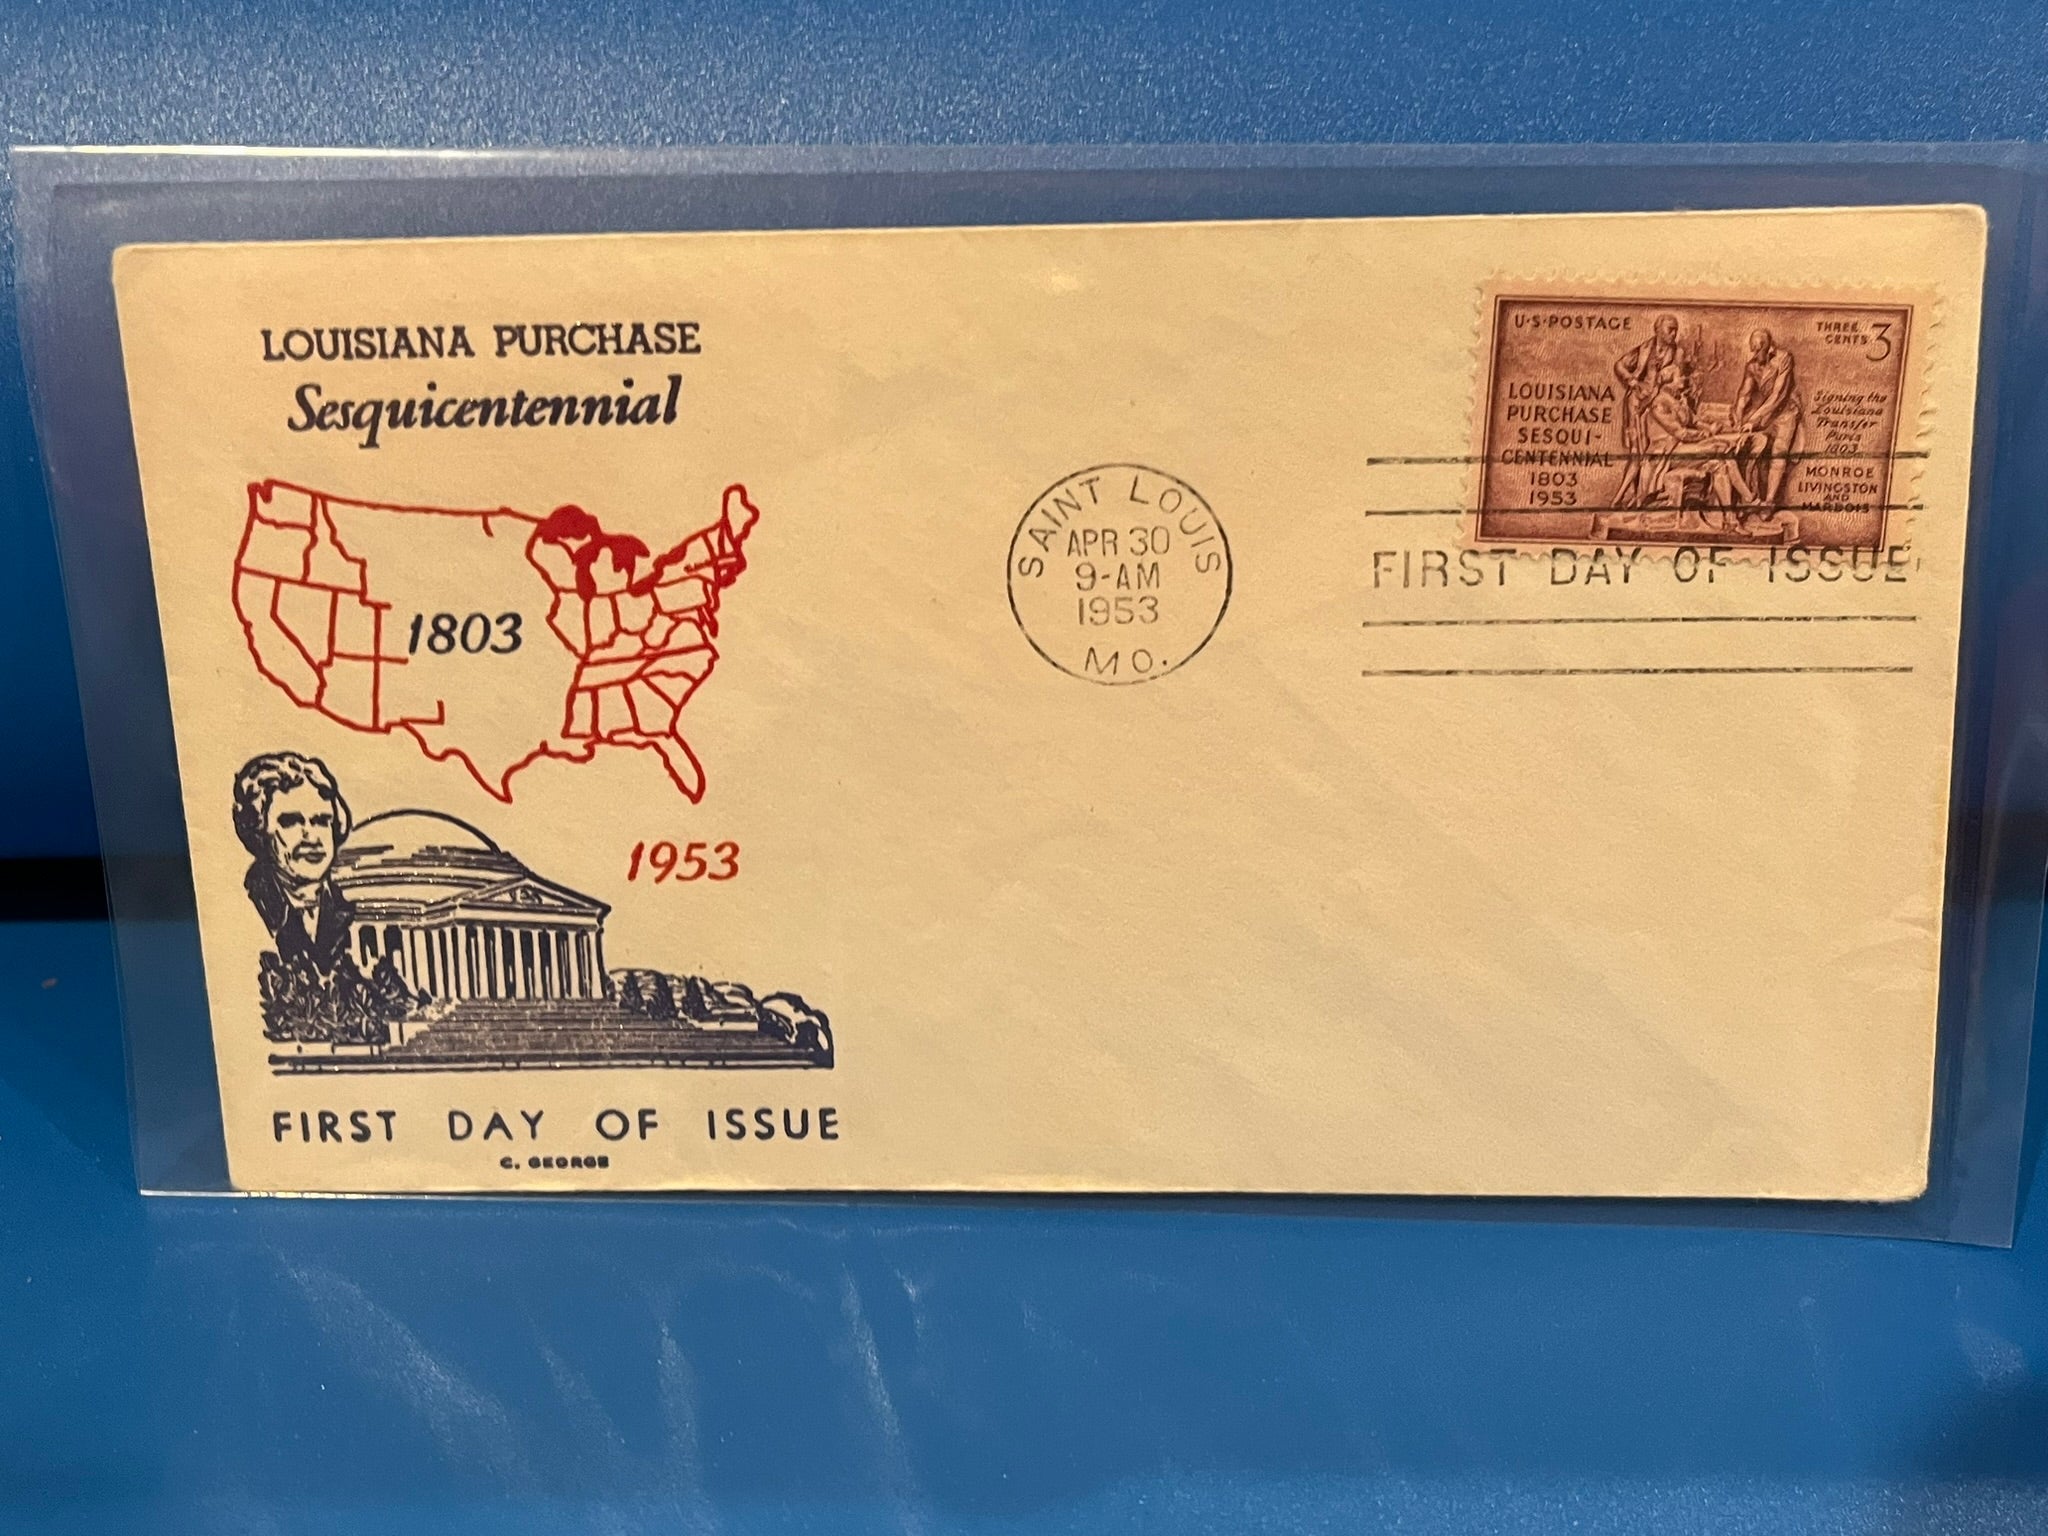 LOUISIANA PURCHASE
Sesquicentennial
1803
1953
FIRST DAY OF ISSUE
C. GEORGE
SAINT LOUIS
APR 30
9-AM
1953
MO.
U·S·POSTAGE
THREE
CENTS 3
LOUISIANA
PURCHASE
SESQUI-
CENTENNIAL
1803
1953
Signing the
Louisiana
Transfer
Paris
1803
MONROE
LIVINGSTON
AND
MARBOIS
FIRST DAY OF ISSUE